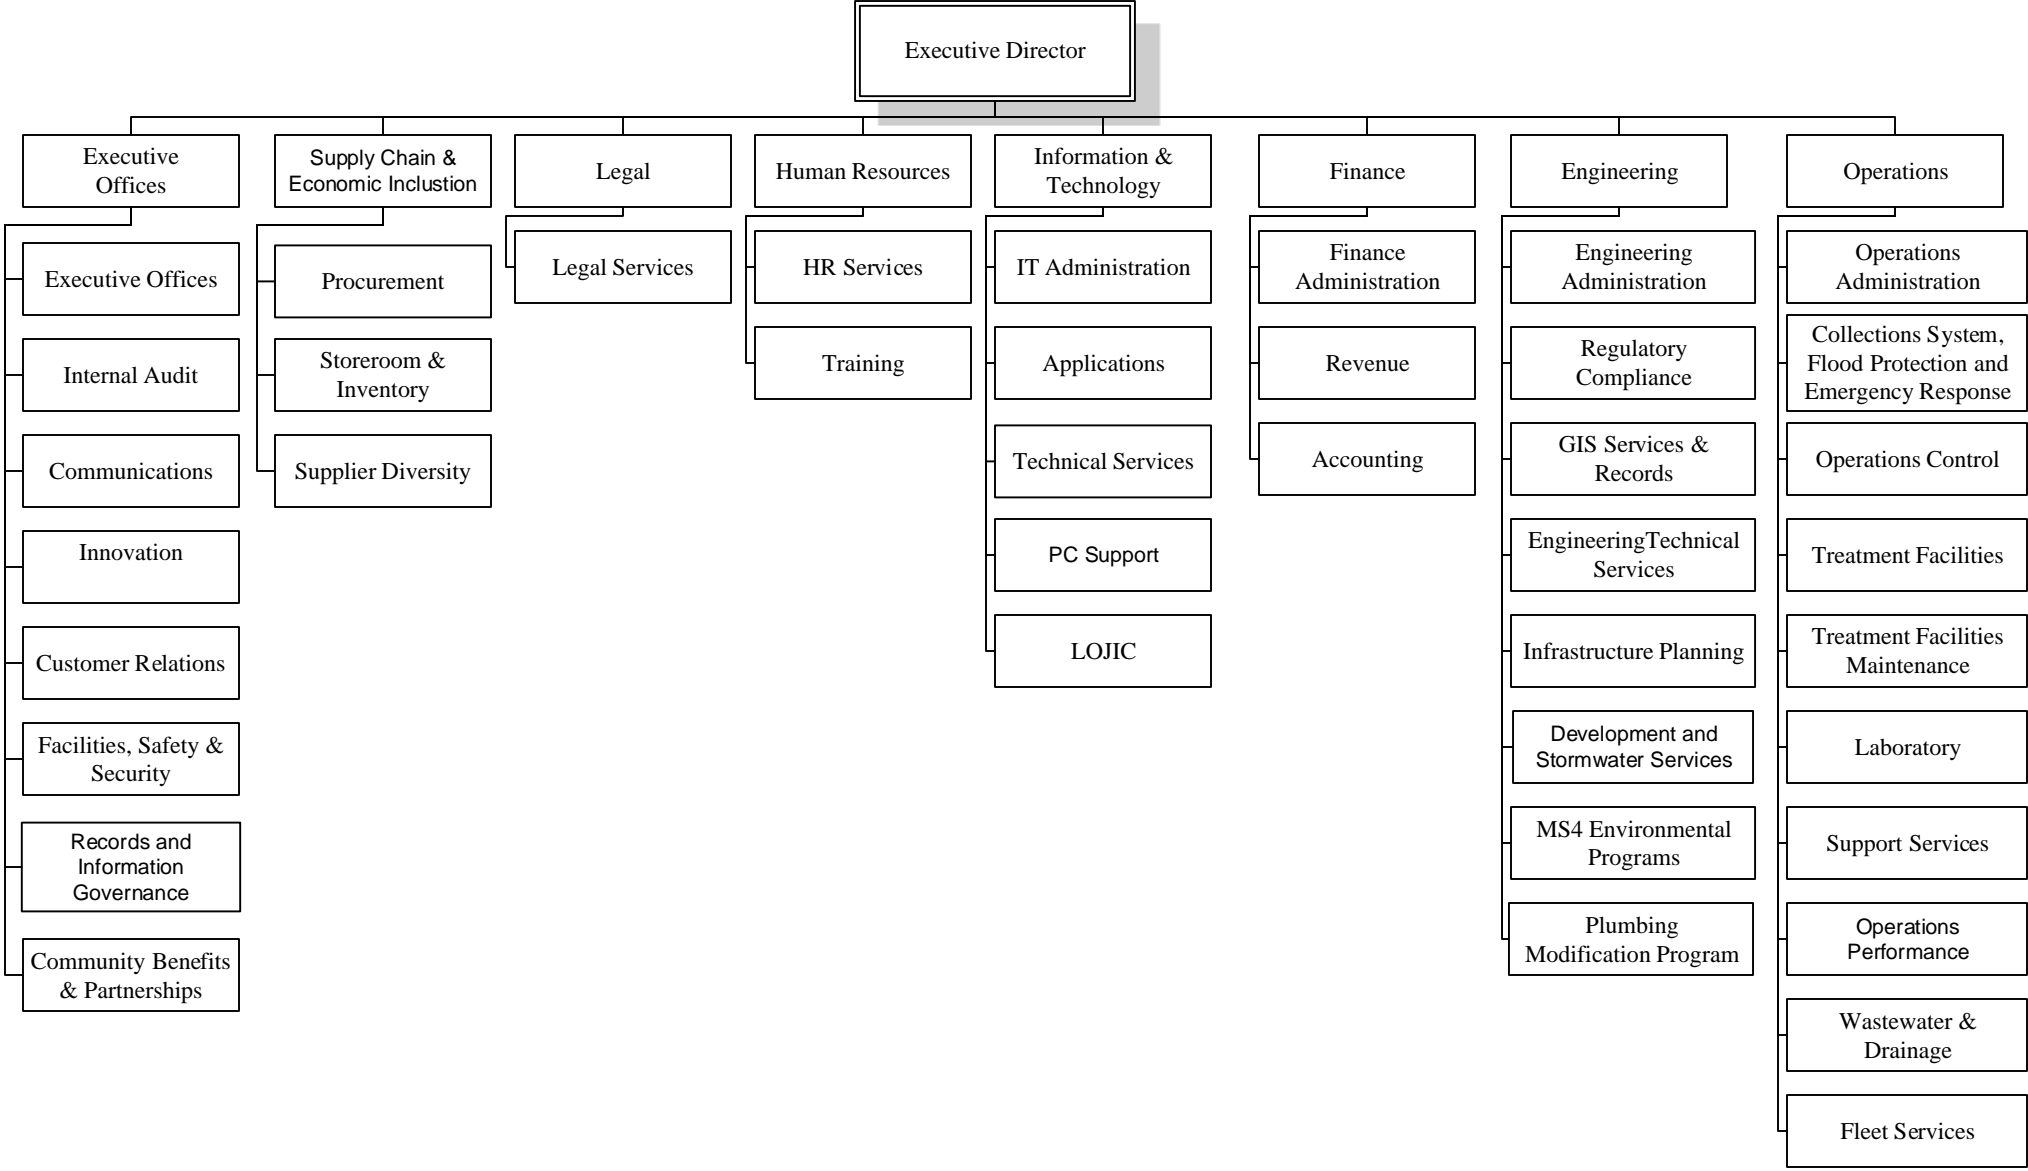 Executive Director
Executive
Offices
Supply Chain &
Economic Inclustion
Legal
Human Resources
Information &
Technology
Finance
Engineering
Operations
Executive Offices
Internal Audit
Communications
Innovation
Customer Relations
Facilities, Safety &
Security
Records and
Information
Governance
Community Benefits
& Partnerships
Procurement
Storeroom &
Inventory
Supplier Diversity
Legal Services
HR Services
Training
IT Administration
Applications
Technical Services
PC Support
LOJIC
Finance
Administration
Revenue
Accounting
Engineering
Administration
Regulatory
Compliance
GIS Services &
Records
EngineeringTechnical
Services
Infrastructure Planning
Development and
Stormwater Services
MS4 Environmental
Programs
Plumbing
Modification Program
Operations
Administration
Collections System,
Flood Protection and
Emergency Response
Operations Control
Treatment Facilities
Treatment Facilities
Maintenance
Laboratory
Support Services
Operations
Performance
Wastewater &
Drainage
Fleet Services